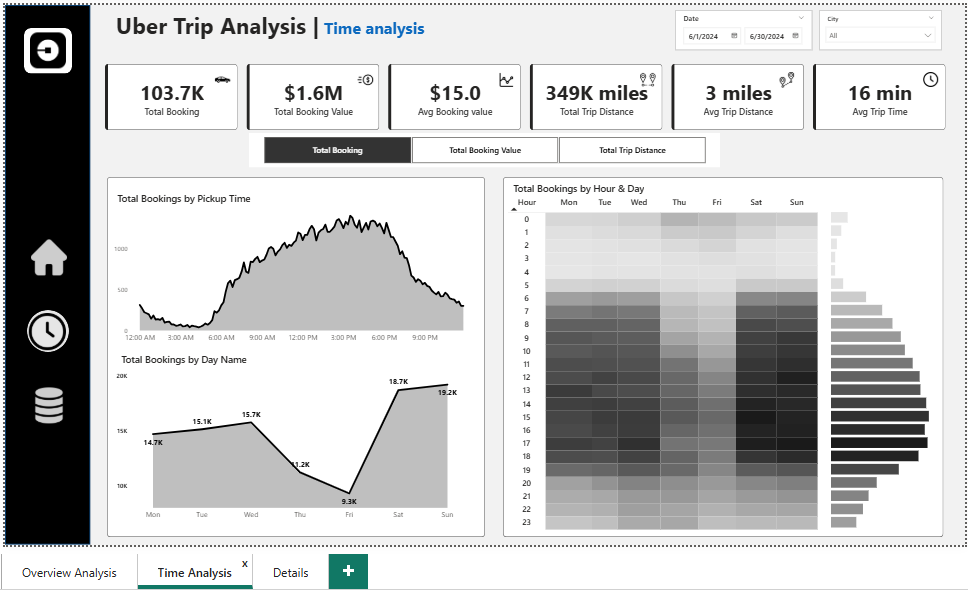 Uber Trip Analysis | Time analysis
Date
6/1/2024 6/30/2024
City
All
103.7K
Total Booking
$1.6M
Total Booking Value
$15.0
Avg Booking value
349K miles
Total Trip Distance
3 miles
Avg Trip Distance
16 min
Avg Trip Time
Total Booking
Total Booking Value
Total Trip Distance
Total Bookings by Pickup Time
1000
500
0
12:00 AM 3:00 AM 6:00 AM 9:00 AM 12:00 PM 3:00 PM 6:00 PM 9:00 PM
Total Bookings by Day Name
20K
15K
10K
14.7K
15.1K
15.7K
11.2K
9.3K
18.7K
19.2K
Mon Tue Wed Thu Fri Sat Sun
Total Bookings by Hour & Day
Hour Mon Tue Wed Thu Fri Sat Sun
0
1
2
3
4
5
6
7
8
9
10
11
12
13
14
15
16
17
18
19
20
21
22
23
Overview Analysis
Time Analysis x
Details
+